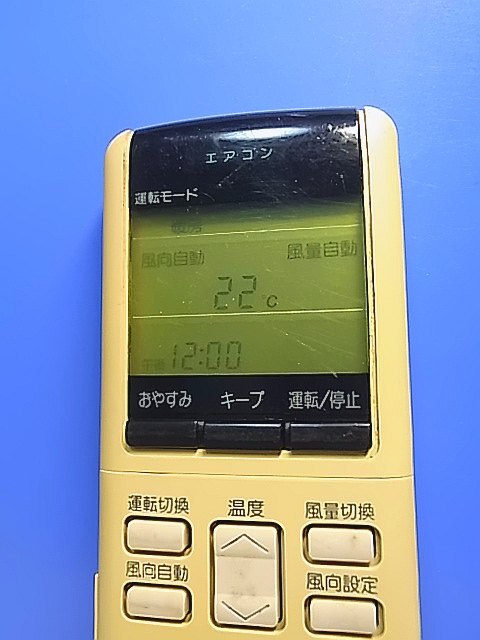 エアコン
運転モード
暖房
風向自動 風量自動
22 C
午後 12:00
おやすみ キープ 運転/停止
運転切換 温度 風量切換
風向自動 風向設定